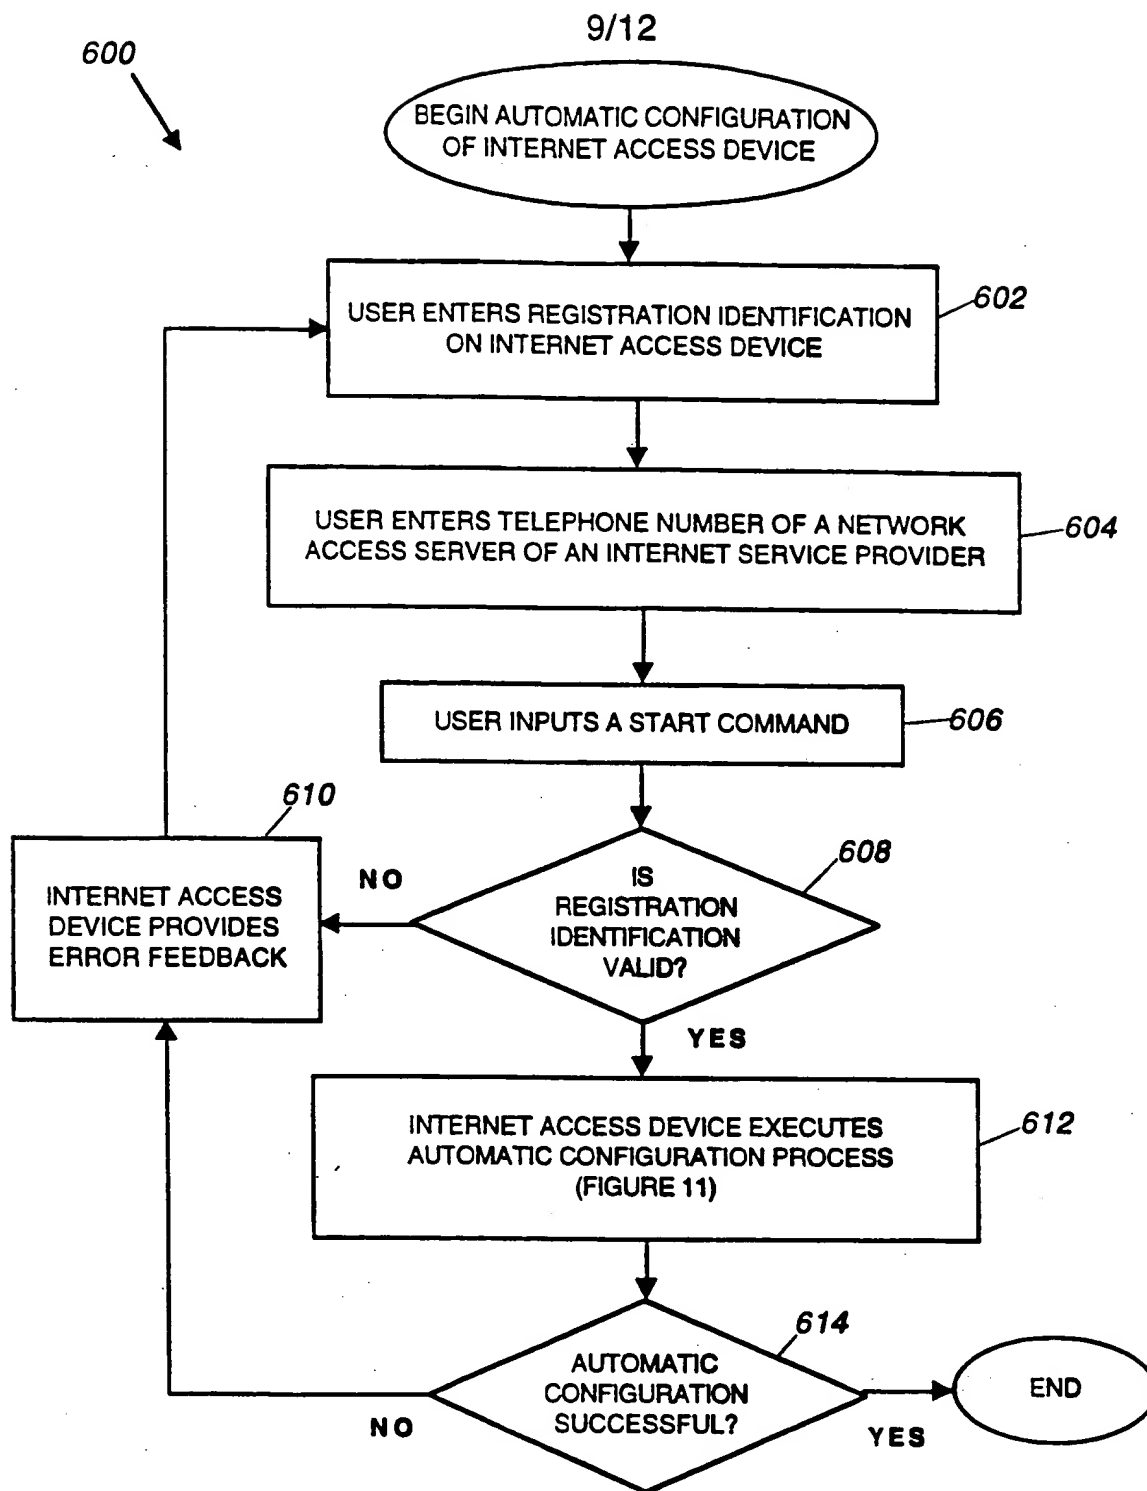 9/12
600
BEGIN AUTOMATIC CONFIGURATION
OF INTERNET ACCESS DEVICE
602
USER ENTERS REGISTRATION IDENTIFICATION
ON INTERNET ACCESS DEVICE
604
USER ENTERS TELEPHONE NUMBER OF A NETWORK
ACCESS SERVER OF AN INTERNET SERVICE PROVIDER
USER INPUTS A START COMMAND
606
610
608
NO
IS
REGISTRATION
IDENTIFICATION
VALID?
INTERNET ACCESS
DEVICE PROVIDES
ERROR FEEDBACK
YES
612
INTERNET ACCESS DEVICE EXECUTES
AUTOMATIC CONFIGURATION PROCESS
(FIGURE 11)
614
AUTOMATIC
CONFIGURATION
SUCCESSFUL?
NO
YES
END